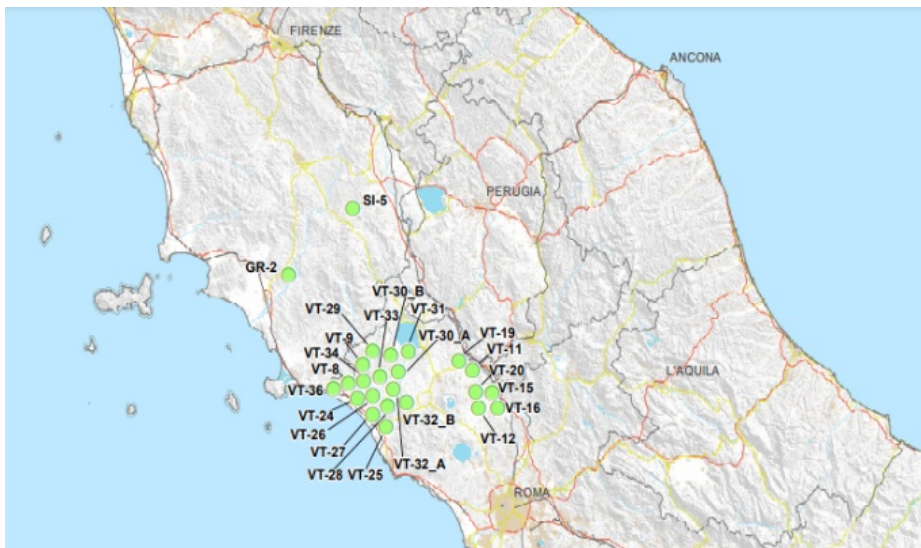 FIRENZE
ANCONA
PERUGIA
SI-5
GR-2
VT-30_B
VT-33
VT-31
VT-29
VT-30_A
VT-19
VT-9
VT-11
VT-34
VT-20
VT-8
L'AQUILA
VT-15
VT-36
VT-16
VT-24
VT-32_B
VT-26
VT-12
VT-27
VT-32_A
VT-28
VT-25
ROMA